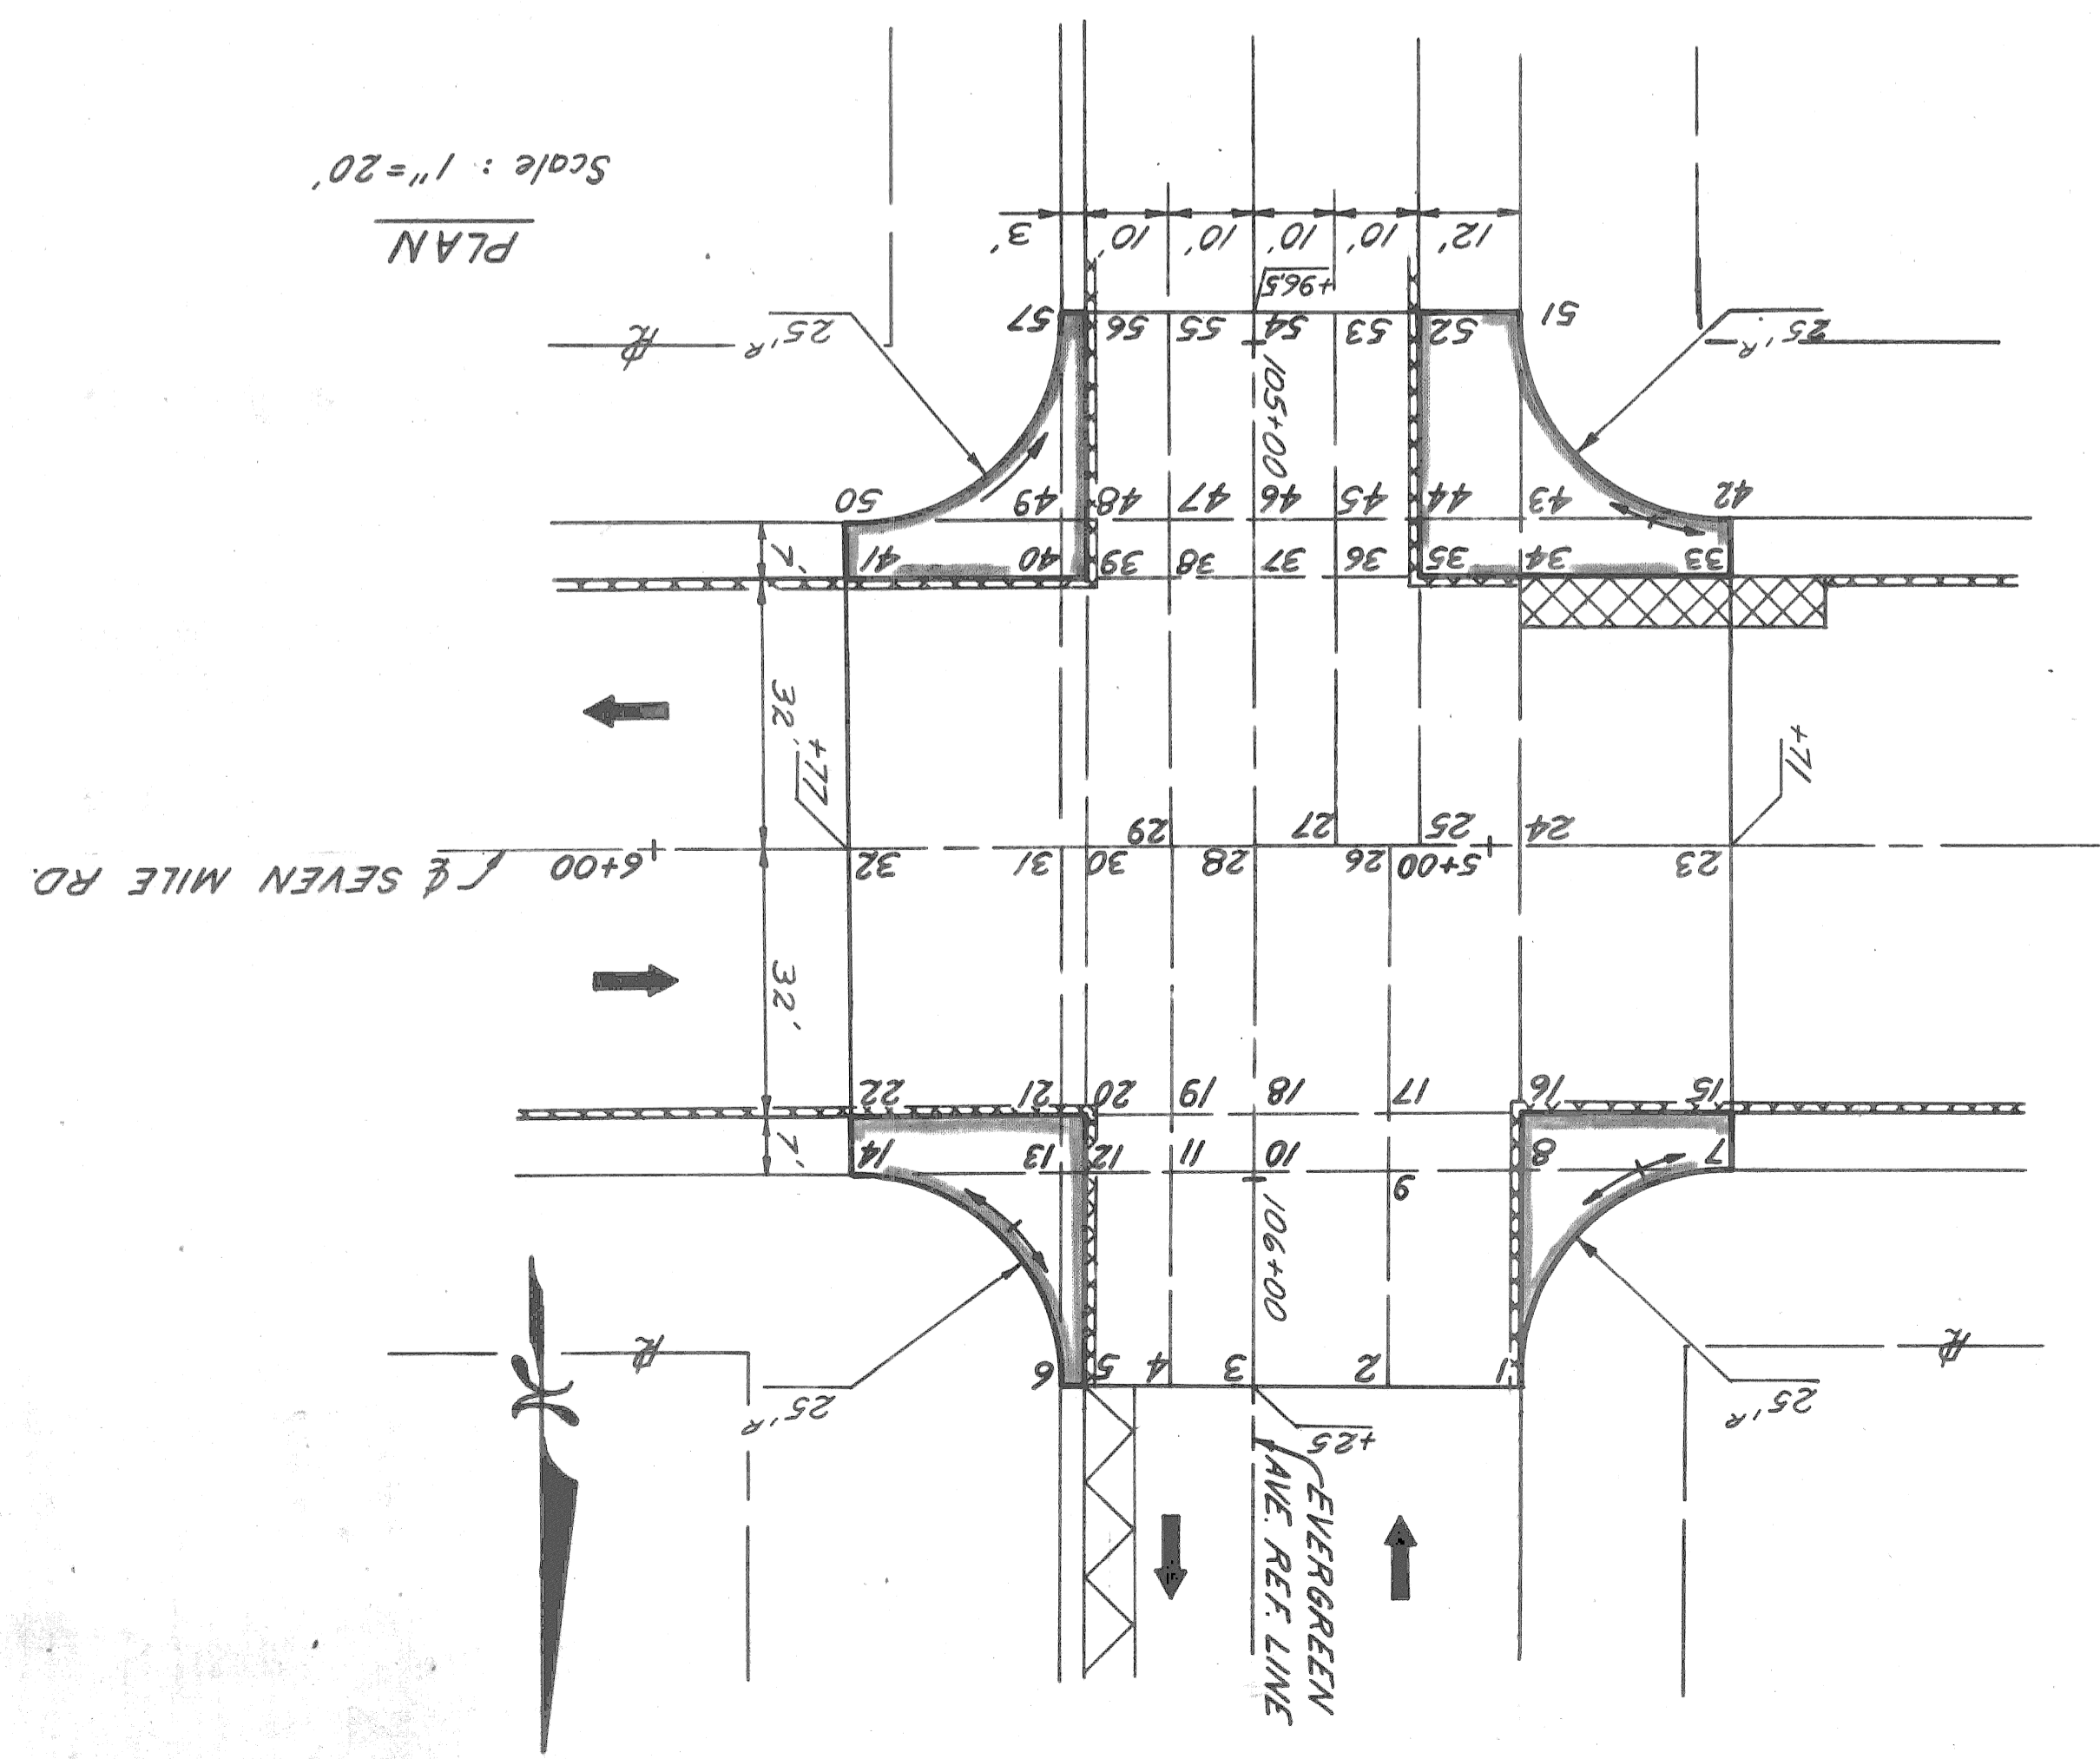 EVERGREEN
AVE. REF. LINE
+25
25'R
25'R
1 2 3 4 5 6
106+00
7 8 9 10 11 12 13 14
15 16 17 18 19 20 21 22
7'
32'
23 24 5+00 26 28 30 31 32
6+00
₵ SEVEN MILE RD.
25 27 29
+71
+77
32'
33 34 35 36 37 38 39 40 41
7'
42 43 44 45 46 47 48 49 50
105+00
51 52 53 54 55 56 57
25'R
25'R
+96.5
12' 10' 10' 10' 10' 3'
PLAN
Scale : 1"=20'